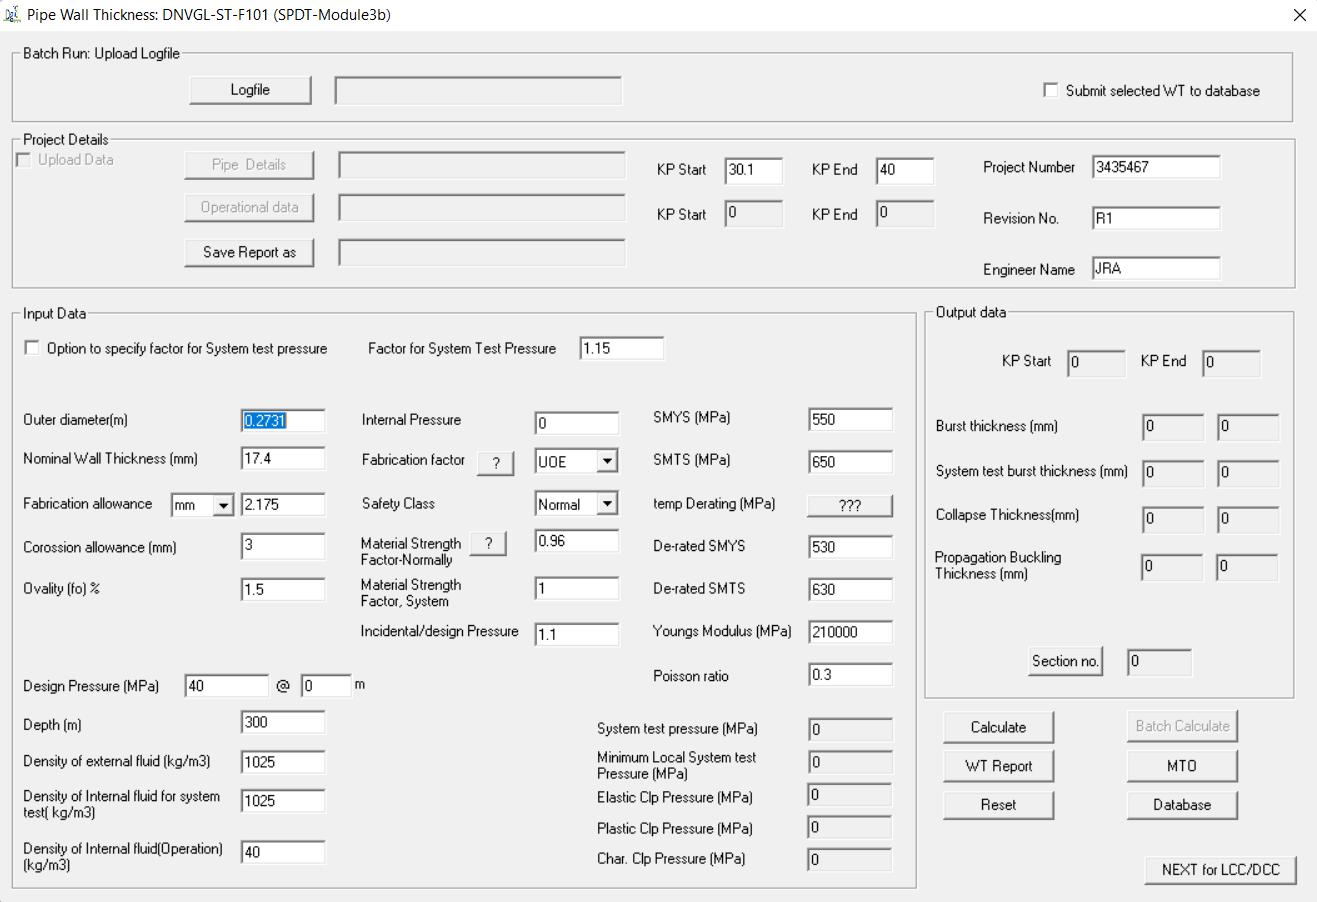 Pipe Wall Thickness: DNVGL-ST-F101 (SPDT-Module3b)
Batch Run: Upload Logfile
Logfile
Submit selected WT to database
Project Details
Upload Data
Pipe Details
KP Start 30.1 KP End 40
Project Number 3435467
Operational data
KP Start 0 KP End 0
Revision No. R1
Save Report as
Engineer Name JRA
Input Data
Option to specify factor for System test pressure
Factor for System Test Pressure 1.15
Outer diameter(m) 0.2731
Nominal Wall Thickness (mm) 17.4
Fabrication allowance mm 2.175
Corossion allowance (mm) 3
Ovality (fo) % 1.5
Internal Pressure 0
Fabrication factor ? UOE
Safety Class Normal
Material Strength ? 0.96
Factor-Normally
Material Strength 1
Factor, System
Incidental/design Pressure 1.1
SMYS (MPa) 550
SMTS (MPa) 650
temp Derating (MPa) ???
De-rated SMYS 530
De-rated SMTS 630
Youngs Modulus (MPa) 210000
Poisson ratio 0.3
Design Pressure (MPa) 40 @ 0 m
Depth (m) 300
Density of external fluid (kg/m3) 1025
Density of Internal fluid for system 1025
test( kg/m3)
Density of Internal fluid(Operation) 40
(kg/m3)
System test pressure (MPa) 0
Minimum Local System test 0
Pressure (MPa)
Elastic Clp Pressure (MPa) 0
Plastic Clp Pressure (MPa) 0
Char. Clp Pressure (MPa) 0
Output data
KP Start 0 KP End 0
Burst thickness (mm) 0 0
System test burst thickness (mm) 0 0
Collapse Thickness(mm) 0 0
Propagation Buckling 0 0
Thickness (mm)
Section no. 0
Calculate Batch Calculate
WT Report MTO
Reset Database
NEXT for LCC/DCC